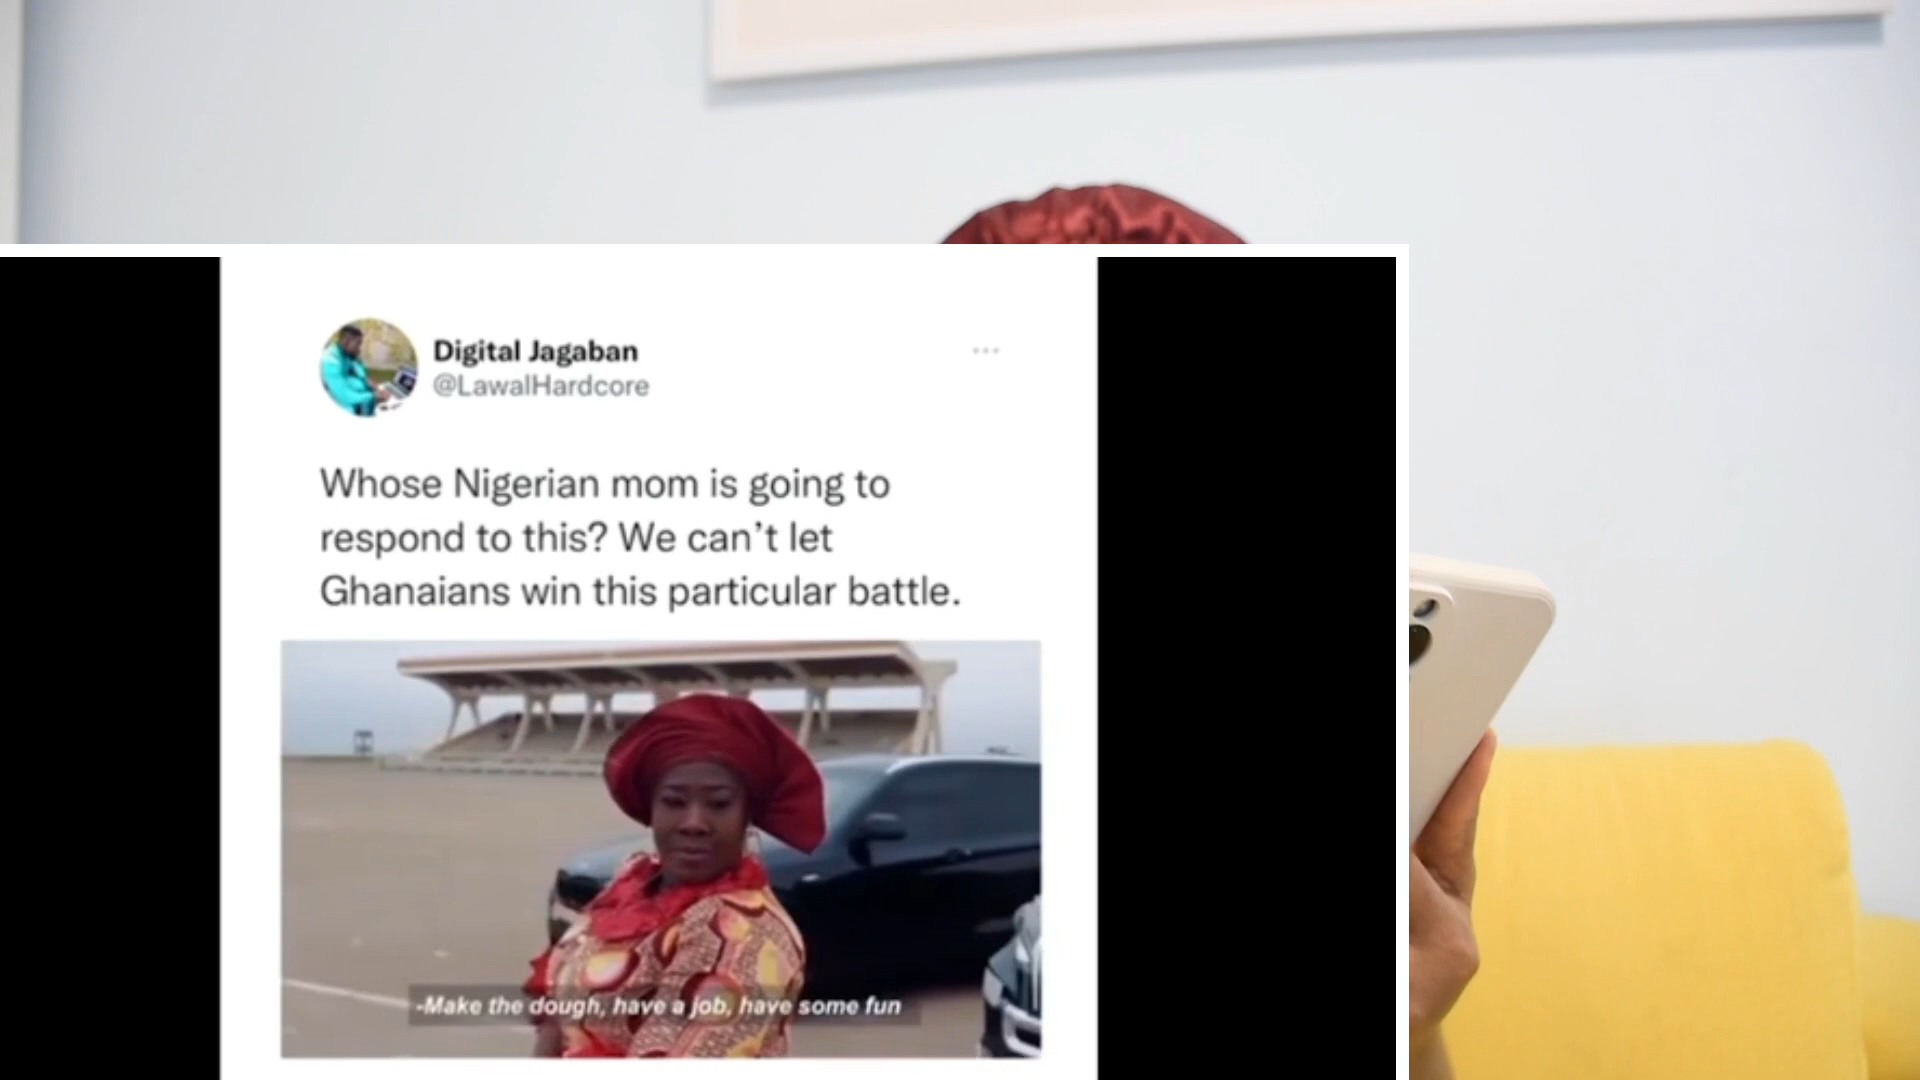 Digital Jagaban
@LawalHardcore
Whose Nigerian mom is going to
respond to this? We can’t let
Ghanaians win this particular battle.
-Make the dough, have a job, have some fun